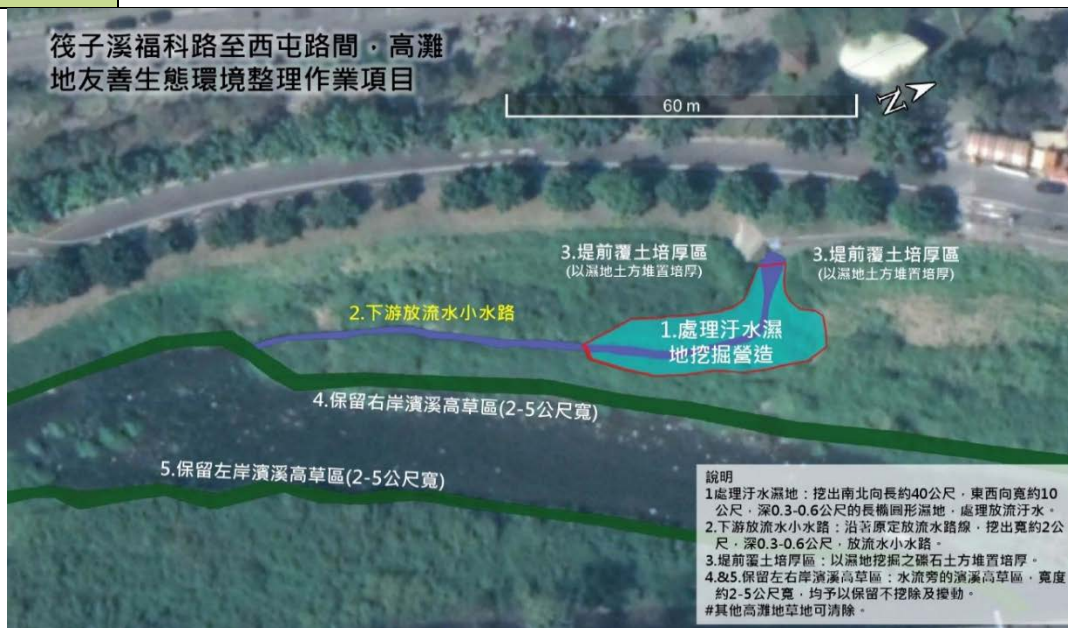 筏子溪福科路至西屯路間，高灘
地友善生態環境整理作業項目
60 m
N
3.堤前覆土培厚區
(以濕地土方堆置培厚)
3.堤前覆土培厚區
(以濕地土方堆置培厚)
2.下游放流水小水路
1.處理汙水濕
地挖掘營造
4.保留右岸濱溪高草區(2-5公尺寬)
5.保留左岸濱溪高草區(2-5公尺寬)
說明
1處理汙水濕地：挖出南北向長約40公尺，東西向寬約10
公尺，深0.3-0.6公尺的長橢圓形濕地，處理放流汙水。
2.下游放流水小水路：沿著原定放流水路線，挖出寬約2公
尺，深0.3-0.6公尺，放流水小水路。
3.堤前覆土培厚區：以濕地挖掘之礫石土方堆置培厚。
4.&5.保留左右岸濱溪高草區：水流旁的濱溪高草區，寬度
約2-5公尺寬，均予以保留不挖除及擾動。
#其他高灘地草地可清除。